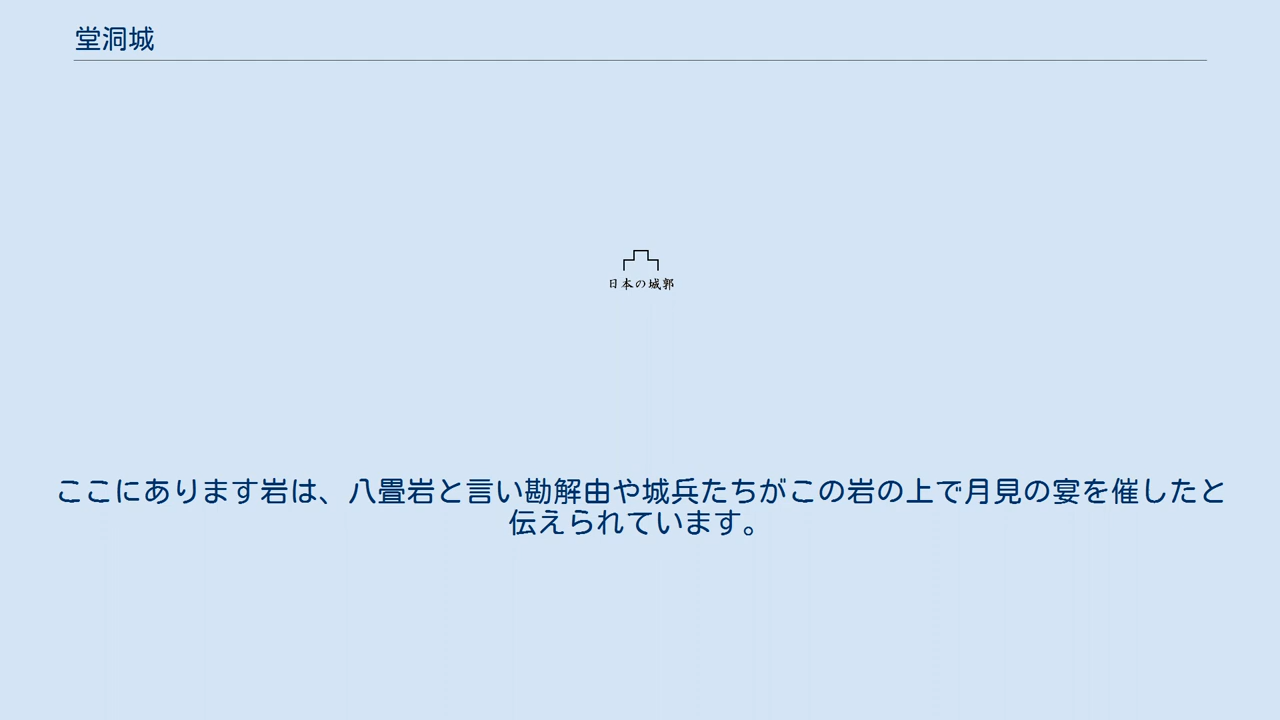 堂洞城
日本の城郭
ここにあります岩は、八畳岩と言い勘解由や城兵たちがこの岩の上で月見の宴を催したと
伝えられています。